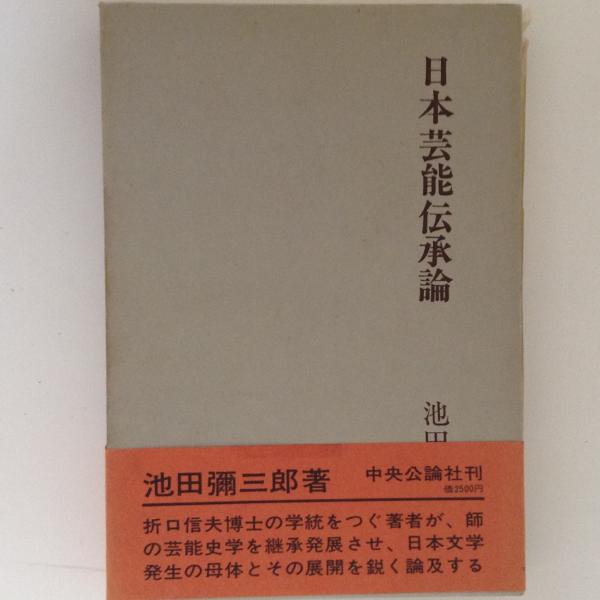 日本芸能伝承論
池田
池田彌三郎著
中央公論社刊
価2500円
折口信夫博士の学統をつぐ著者が、師
の芸能史学を継承発展させ、日本文学
発生の母体とその展開を鋭く論及する